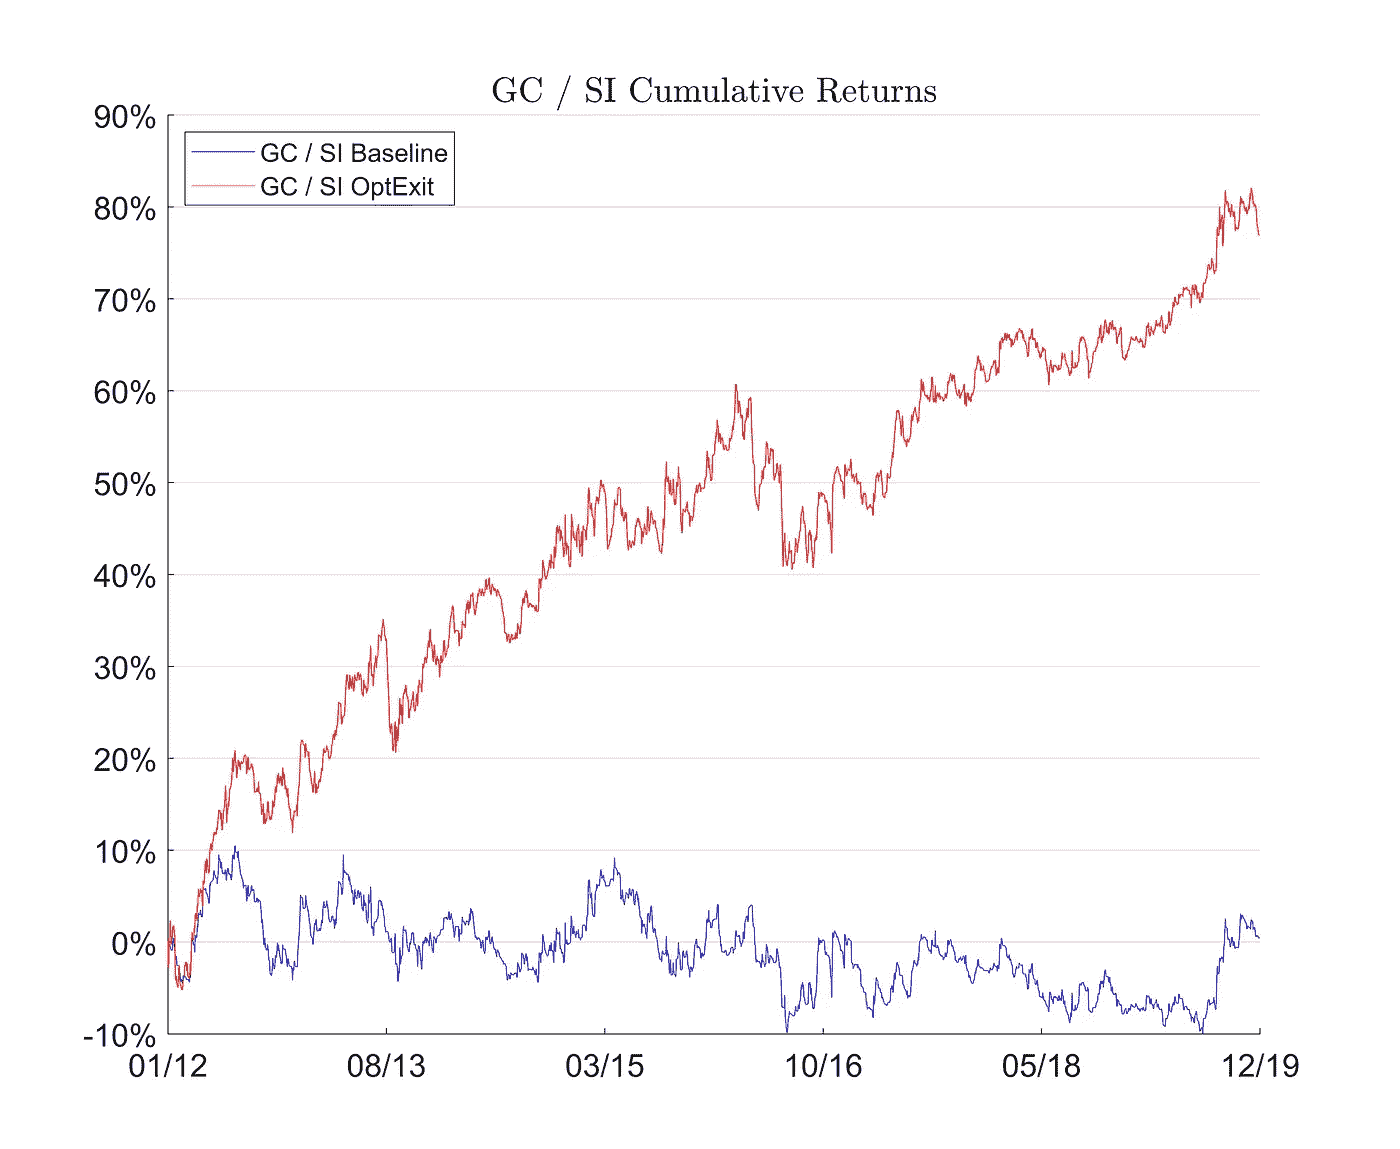 GC / SI Cumulative Returns
90%
GC / SI Baseline
GC / SI OptExit
80%
70%
60%
50%
40%
30%
20%
10%
0%
-10%
01/12 08/13 03/15 10/16 05/18 12/19